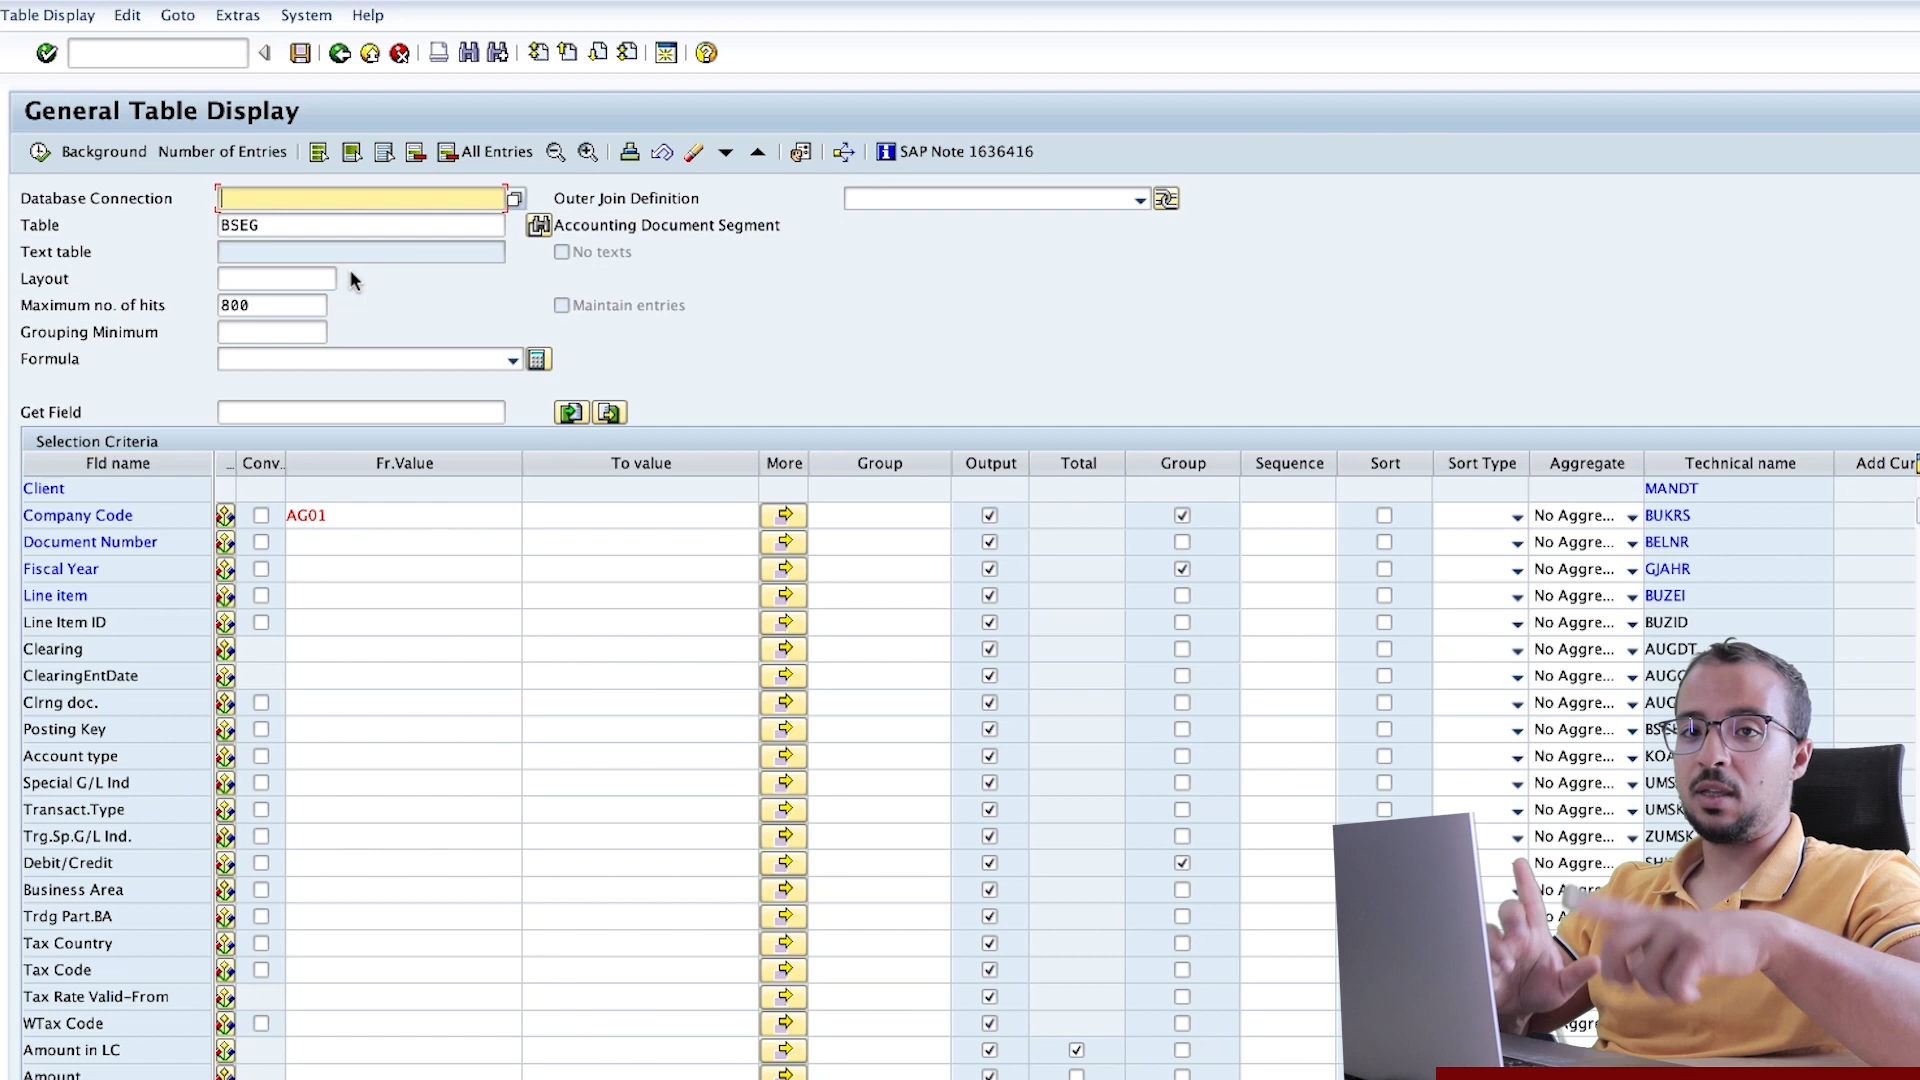 Table Display Edit Goto Extras System Help
General Table Display
Background Number of Entries All Entries SAP Note 1636416
Database Connection Outer Join Definition
Table BSEG Accounting Document Segment
Text table No texts
Layout
Maximum no. of hits 800 Maintain entries
Grouping Minimum
Formula
Get Field
Selection Criteria
Fld name ... Conv.. Fr.Value To value More Group Output Total Group Sequence Sort Sort Type Aggregate Technical name Add Cur
Client MANDT
Company Code AG01 No Aggre... BUKRS
Document Number No Aggre... BELNR
Fiscal Year No Aggre... GJAHR
Line item No Aggre... BUZEI
Line Item ID No Aggre... BUZID
Clearing No Aggre... AUGDT
ClearingEntDate No Aggre...
Clrng doc. No Aggre...
Posting Key No Aggre...
Account type No Aggre...
Special G/L Ind No Aggre...
Transact.Type No Aggre...
Trg.Sp.G/L Ind. No Aggre... ZUMSK
Debit/Credit No Aggre...
Business Area
Trdg Part.BA
Tax Country
Tax Code
Tax Rate Valid-From
WTax Code
Amount in LC
Amount